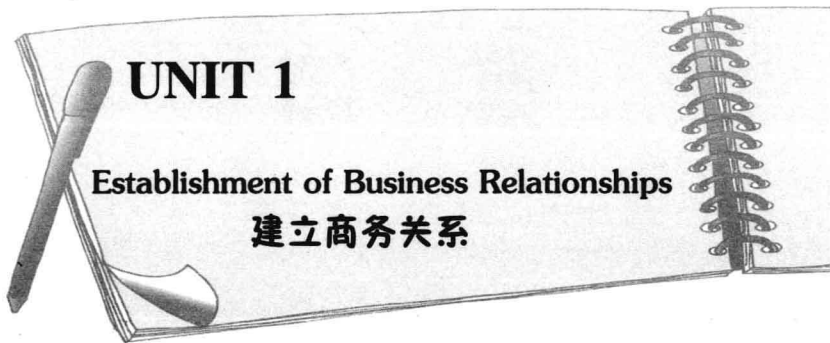 UNIT 1
Establishment of Business Relationships
建立商务关系